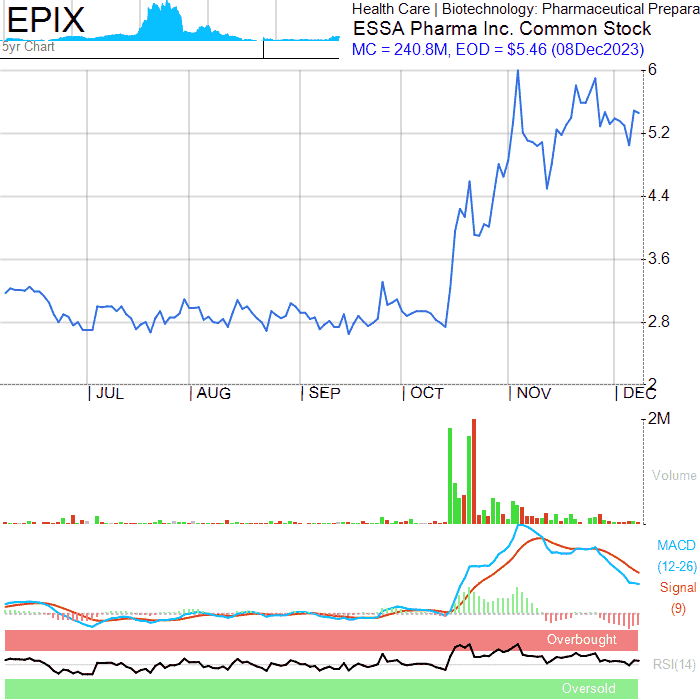 EPIX
5yr Chart
Health Care | Biotechnology: Pharmaceutical Prepara
ESSA Pharma Inc. Common Stock
MC = 240.8M, EOD = $5.46 (08Dec2023)
6
5.2
4.4
3.6
2.8
2
JUL AUG SEP OCT NOV DEC
2M
Volume
MACD
(12-26)
Signal
(9)
Overbought
RSI(14)
Oversold